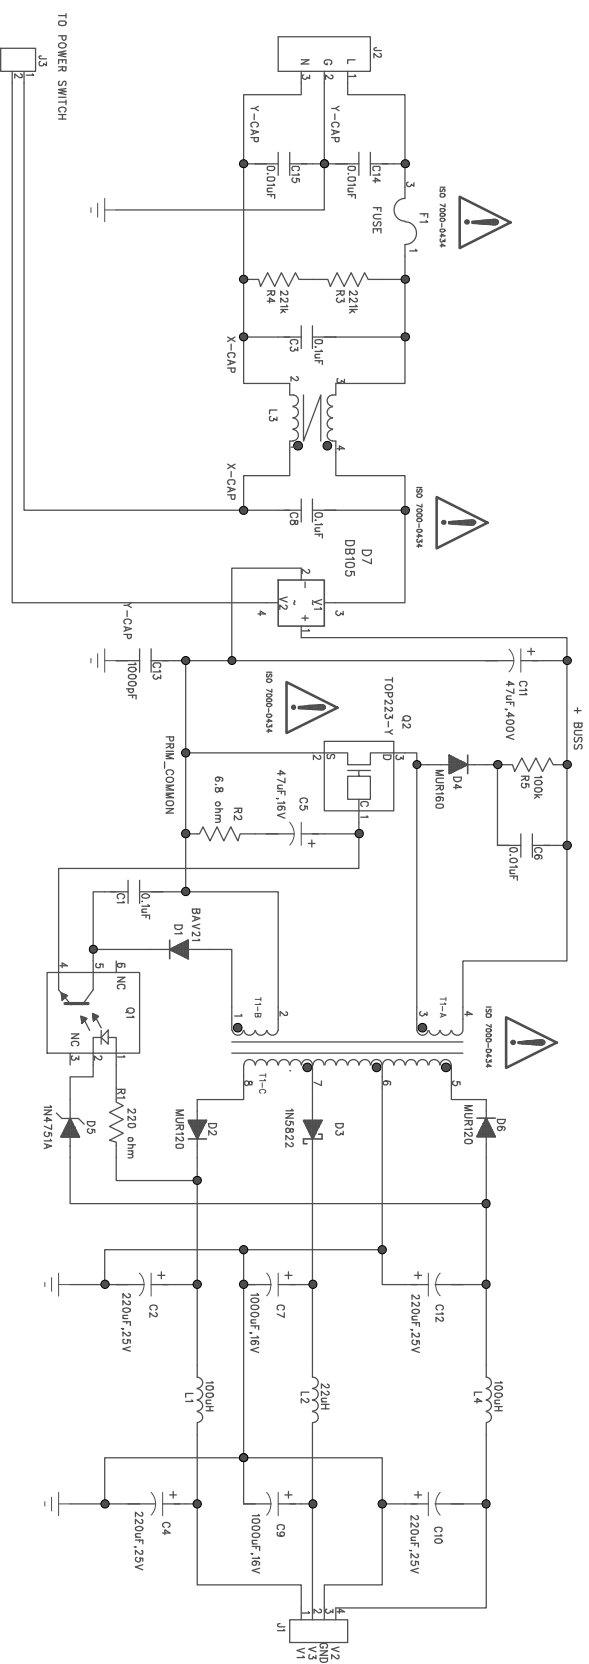 TO POWER SWITCH
J3
1
2
J2
L
G
N
1
2
3
Y-CAP
Y-CAP
C14
0.01uF
C15
0.01uF
ISO 7000-0434
F1
FUSE
3
1
R3
221k
R4
221k
C3
0.1uF
X-CAP
L3
2
3
4
C8
0.1uF
X-CAP
ISO 7000-0434
D7
DB105
V1
V2
~
+
-
1
2
3
4
+ BUSS
C11
47uF,400V
+
C13
1000pF
Y-CAP
ISO 7000-0434
PRIM_COMMON
Q2
TOP223-Y
D
S
C
1
2
3
D4
MUR160
R5
100k
C6
0.01uF
C5
47uF,16V
+
R2
6.8 ohm
C1
0.1uF
D1
BAV21
Q1
NC
NC
1
2
3
4
5
6
ISO 7000-0434
T1-A
4
3
T1-B
2
1
T1-C
5
6
7
8
R1
220 ohm
D5
1N4751A
D2
MUR120
D3
1N5822
D6
MUR120
C2
220uF,25V
+
C7
1000uF,16V
+
C12
220uF,25V
+
100uH
L1
22uH
L2
100uH
L4
C4
220uF,25V
+
C9
1000uF,16V
+
C10
220uF,25V
+
J1
1
2
3
4
V2
GND
V3
V1